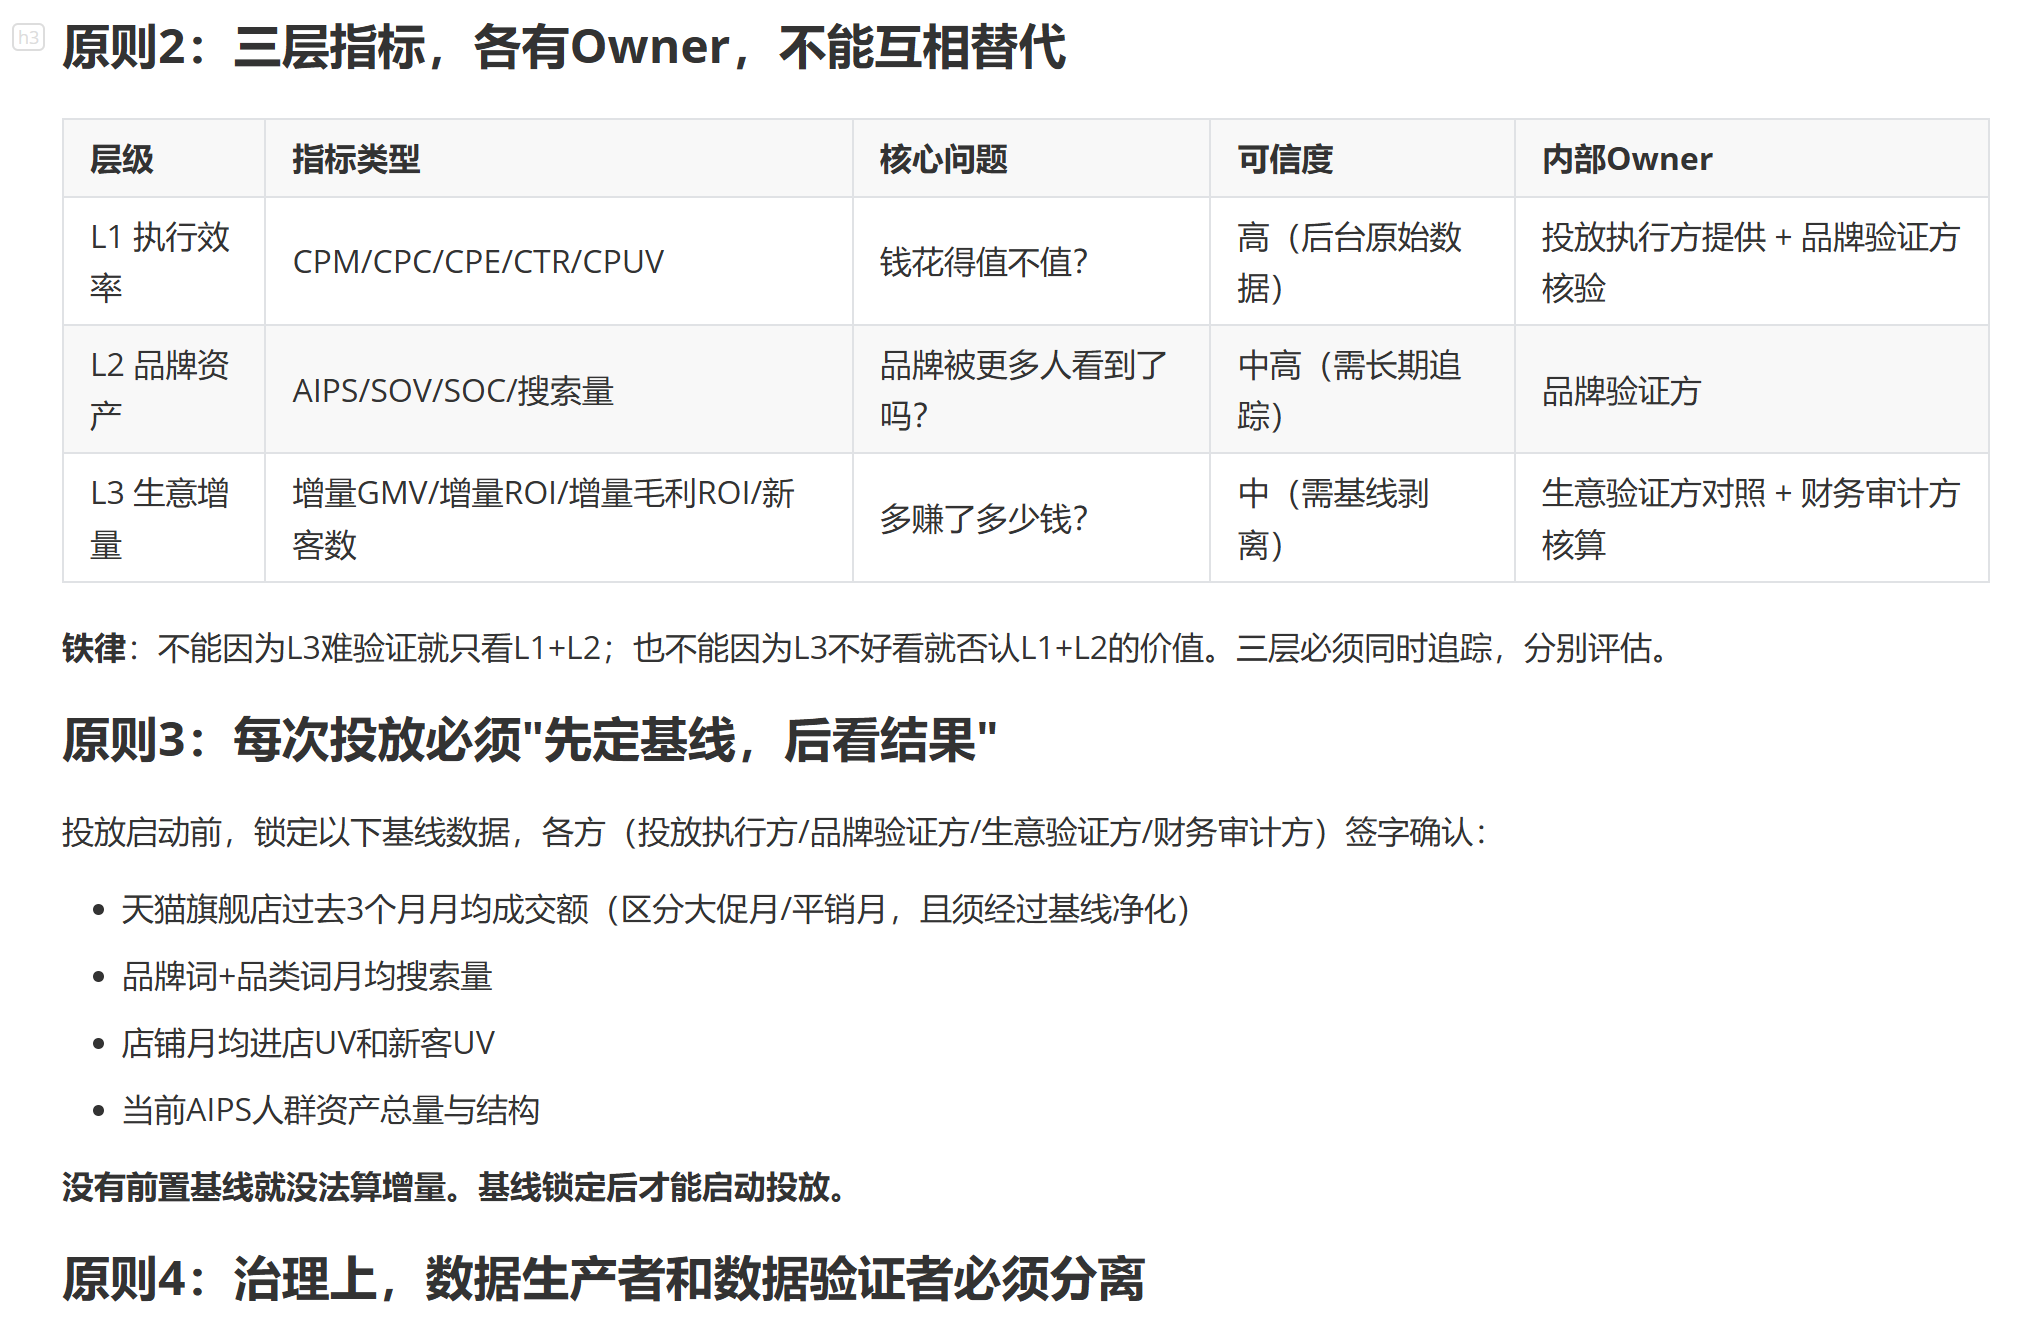 h3
原则2：三层指标，各有Owner，不能互相替代
层级 指标类型 核心问题 可信度 内部Owner
L1 执行效
率
CPM/CPC/CPE/CTR/CPUV
钱花得值不值？
高（后台原始数
据）
投放执行方提供 + 品牌验证方
核验
L2 品牌资
产
AIPS/SOV/SOC/搜索量
品牌被更多人看到了
吗？
中高（需长期追
踪）
品牌验证方
L3 生意增
量
增量GMV/增量ROI/增量毛利ROI/新
客数
多赚了多少钱？
中（需基线剥
离）
生意验证方对照 + 财务审计方
核算
铁律：不能因为L3难验证就只看L1+L2；也不能因为L3不好看就否认L1+L2的价值。三层必须同时追踪，分别评估。
原则3：每次投放必须"先定基线，后看结果"
投放启动前，锁定以下基线数据，各方（投放执行方/品牌验证方/生意验证方/财务审计方）签字确认：
• 天猫旗舰店过去3个月月均成交额（区分大促月/平销月，且须经过基线净化）
• 品牌词+品类词月均搜索量
• 店铺月均进店UV和新客UV
• 当前AIPS人群资产总量与结构
没有前置基线就没法算增量。基线锁定后才能启动投放。
原则4：治理上，数据生产者和数据验证者必须分离